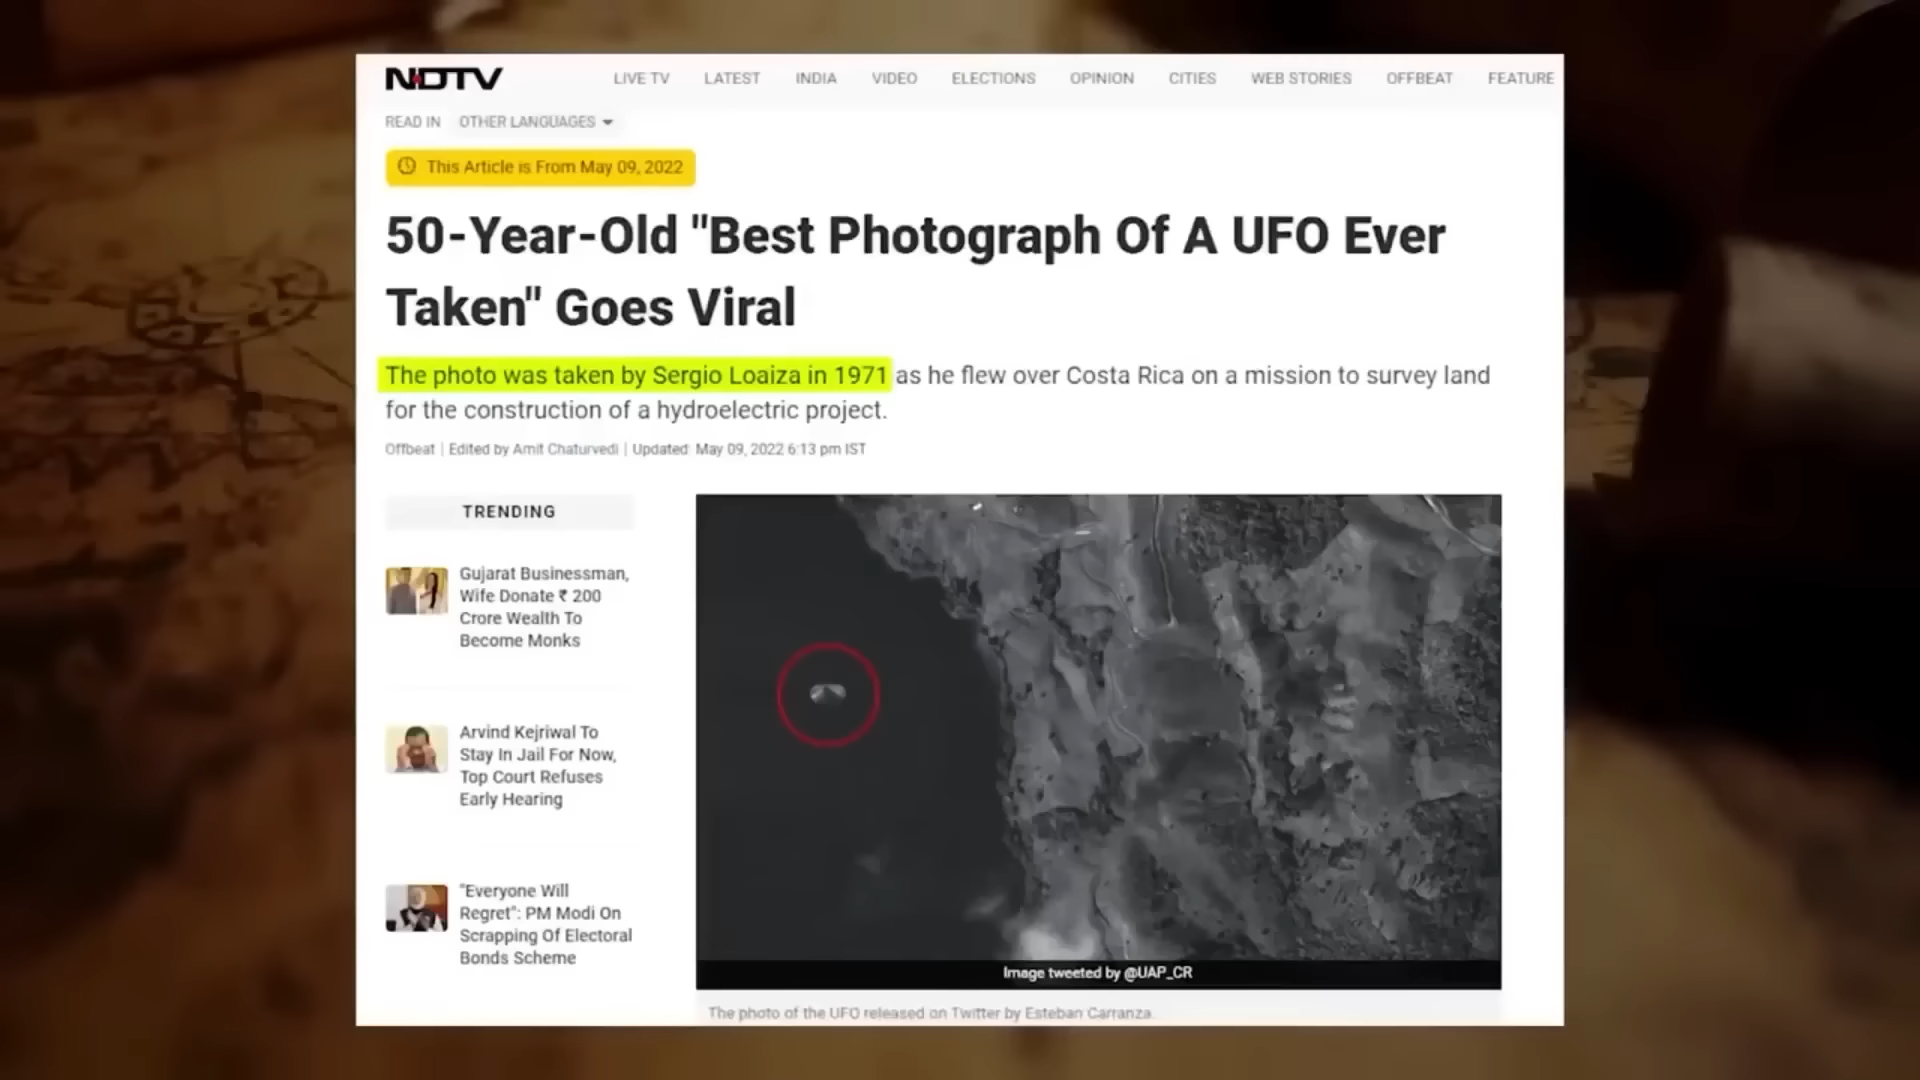 NDTV
LIVE TV LATEST INDIA VIDEO ELECTIONS OPINION CITIES WEB STORIES OFFBEAT FEATURE
READ IN OTHER LANGUAGES
This Article is From May 09, 2022
50-Year-Old "Best Photograph Of A UFO Ever
Taken" Goes Viral
The photo was taken by Sergio Loaiza in 1971 as he flew over Costa Rica on a mission to survey land
for the construction of a hydroelectric project.
Offbeat | Edited by Amit Chaturvedi | Updated: May 09, 2022 6:13 pm IST
TRENDING
Gujarat Businessman,
Wife Donate ₹ 200
Crore Wealth To
Become Monks
Arvind Kejriwal To
Stay In Jail For Now,
Top Court Refuses
Early Hearing
"Everyone Will
Regret": PM Modi On
Scrapping Of Electoral
Bonds Scheme
Image tweeted by @UAP_CR
The photo of the UFO released on Twitter by Esteban Carranza.